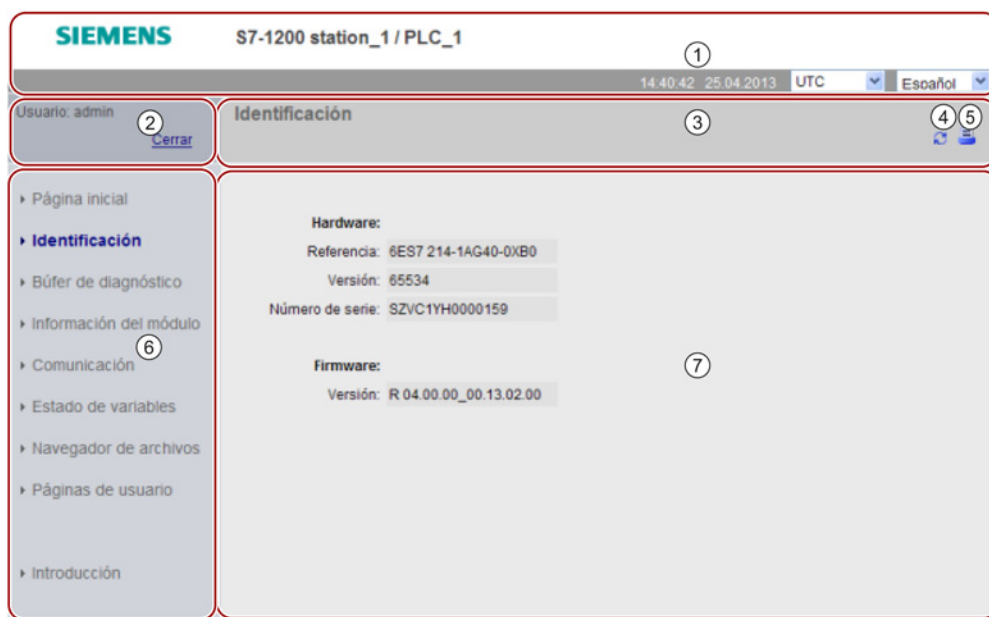 SIEMENS S7-1200 station_1 / PLC_1
①
14:40:42 25.04.2013 UTC Español
Usuario: admin
②
Cerrar
Identificación
③
④ ⑤
Página inicial
Identificación
Búfer de diagnóstico
Información del módulo
⑥
Comunicación
Estado de variables
Navegador de archivos
Páginas de usuario
Introducción
Hardware:
Referencia: 6ES7 214-1AG40-0XB0
Versión: 65534
Número de serie: SZVC1YH0000159
Firmware:
Versión: R 04.00.00_00.13.02.00
⑦